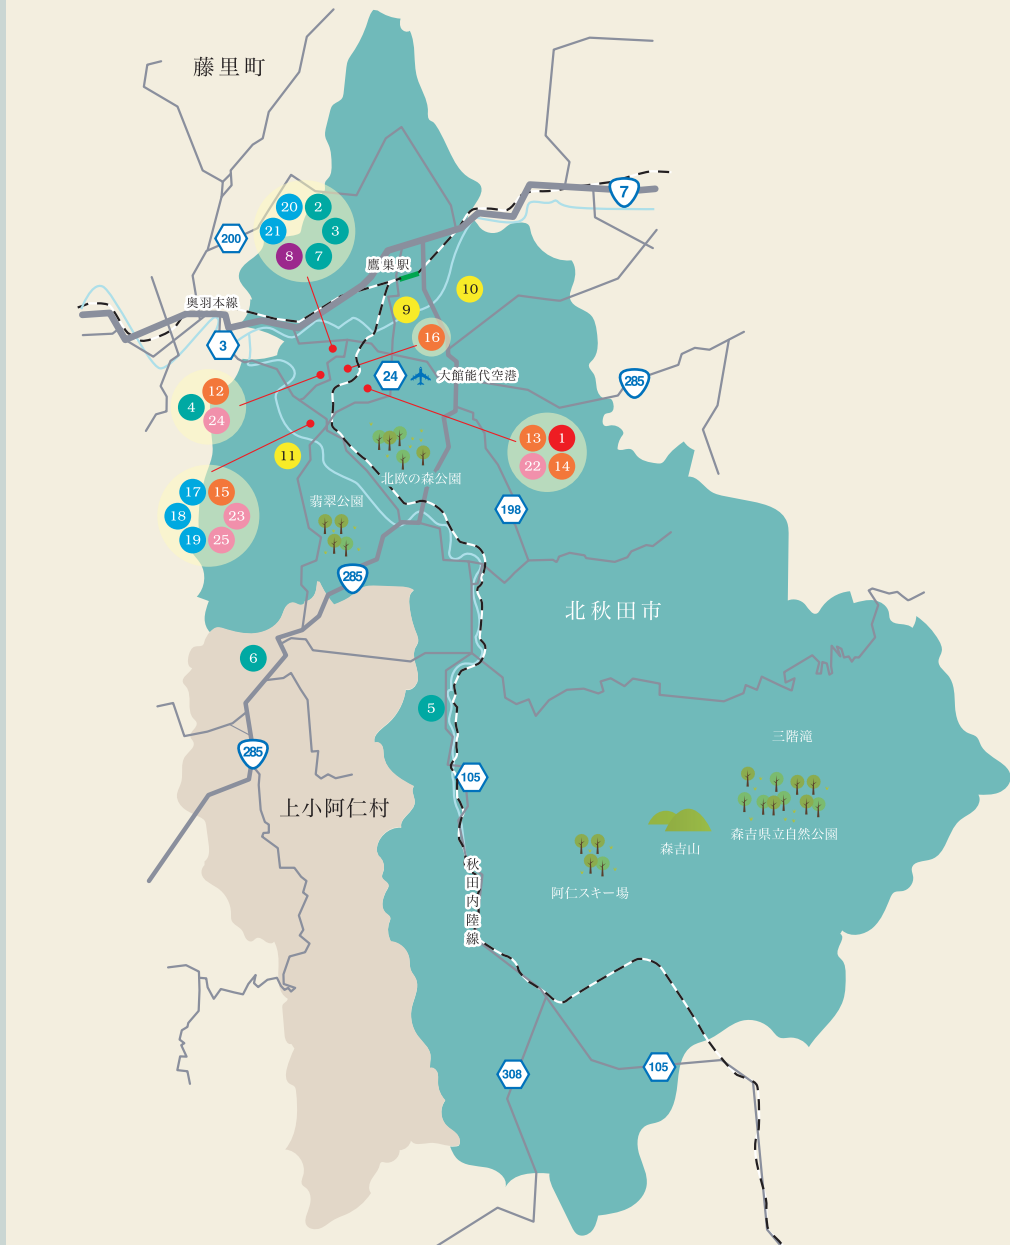 藤里町
7
20
2
21
3
8
7
200
鷹巣駅
10
奥羽本線
9
16
3
24
大館能代空港
285
12
4
24
13
1
22
14
11
北欧の森公園
17
15
18
23
19
25
翡翠公園
198
285
北秋田市
6
5
三階滝
285
105
上小阿仁村
森吉県立自然公園
森吉山
阿仁スキー場
秋田内陸線
308
105